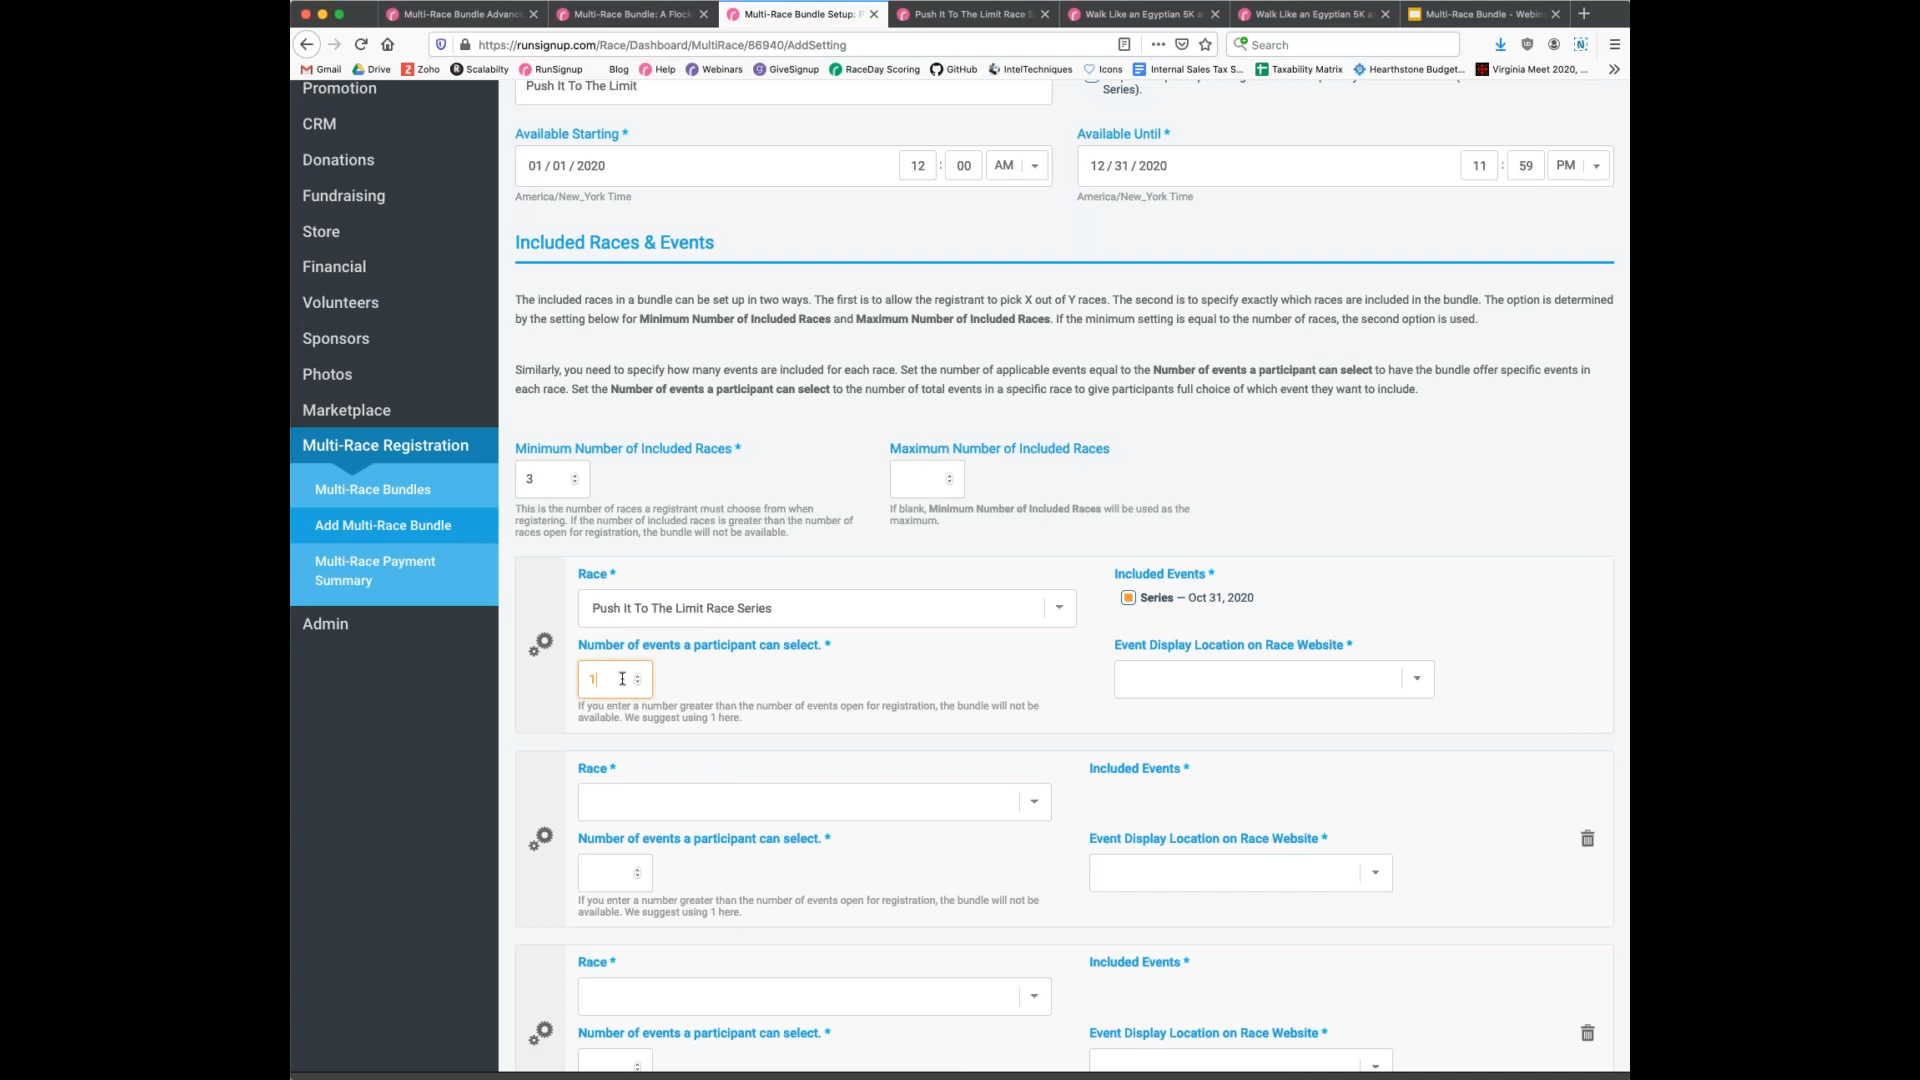 Multi-Race Bundle Advanc
Multi-Race Bundle: A Flock
Multi-Race Bundle Setup: P
Push It To The Limit Race S
Walk Like an Egyptian 5K a
Walk Like an Egyptian 5K a
Multi-Race Bundle - Webin
https://runsignup.com/Race/Dashboard/MultiRace/86940/AddSetting
Search
Gmail
Drive
Zoho
Scalability
RunSignup
Blog
Help
Webinars
GiveSignup
RaceDay Scoring
GitHub
IntelTechniques
Icons
Internal Sales Tax S...
Taxability Matrix
Hearthstone Budget...
Virginia Meet 2020, ...
Promotion
CRM
Donations
Fundraising
Store
Financial
Volunteers
Sponsors
Photos
Marketplace
Multi-Race Registration
Multi-Race Bundles
Add Multi-Race Bundle
Multi-Race Payment
Summary
Admin
Push It To The Limit
Series).
Available Starting *
01 / 01 / 2020
12 : 00 AM
America/New_York Time
Available Until *
12 / 31 / 2020
11 : 59 PM
America/New_York Time
Included Races & Events
The included races in a bundle can be set up in two ways. The first is to allow the registrant to pick X out of Y races. The second is to specify exactly which races are included in the bundle. The option is determined
by the setting below for Minimum Number of Included Races and Maximum Number of Included Races. If the minimum setting is equal to the number of races, the second option is used.
Similarly, you need to specify how many events are included for each race. Set the number of applicable events equal to the Number of events a participant can select to have the bundle offer specific events in
each race. Set the Number of events a participant can select to the number of total events in a specific race to give participants full choice of which event they want to include.
Minimum Number of Included Races *
3
This is the number of races a registrant must choose from when
registering. If the number of included races is greater than the number of
races open for registration, the bundle will not be available.
Maximum Number of Included Races
If blank, Minimum Number of Included Races will be used as the
maximum.
Race *
Push It To The Limit Race Series
Included Events *
Series — Oct 31, 2020
Number of events a participant can select. *
1
If you enter a number greater than the number of events open for registration, the bundle will not be
available. We suggest using 1 here.
Event Display Location on Race Website *
Race *
Included Events *
Number of events a participant can select. *
If you enter a number greater than the number of events open for registration, the bundle will not be
available. We suggest using 1 here.
Event Display Location on Race Website *
Race *
Included Events *
Number of events a participant can select. *
Event Display Location on Race Website *